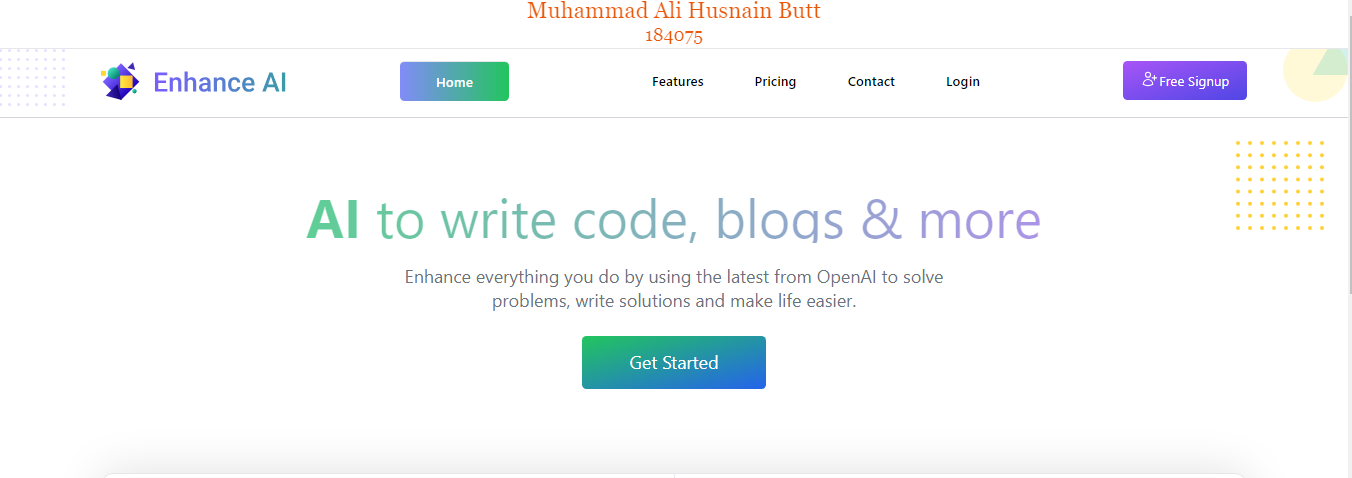 Muhammad Ali Husnain Butt
184075
Enhance AI
Home
Features
Pricing
Contact
Login
Free Signup
AI to write code, blogs & more
Enhance everything you do by using the latest from OpenAI to solve
problems, write solutions and make life easier.
Get Started